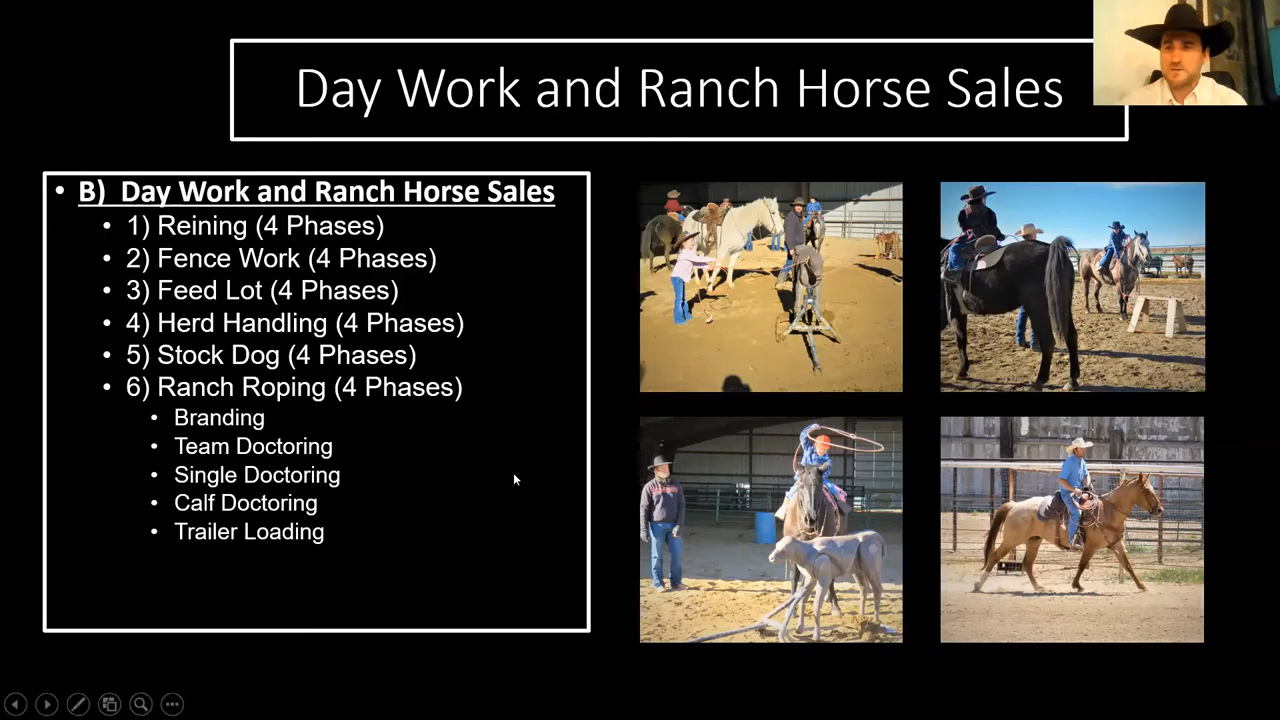 Day Work and Ranch Horse Sales
• B) Day Work and Ranch Horse Sales
• 1) Reining (4 Phases)
• 2) Fence Work (4 Phases)
• 3) Feed Lot (4 Phases)
• 4) Herd Handling (4 Phases)
• 5) Stock Dog (4 Phases)
• 6) Ranch Roping (4 Phases)
• Branding
• Team Doctoring
• Single Doctoring
• Calf Doctoring
• Trailer Loading